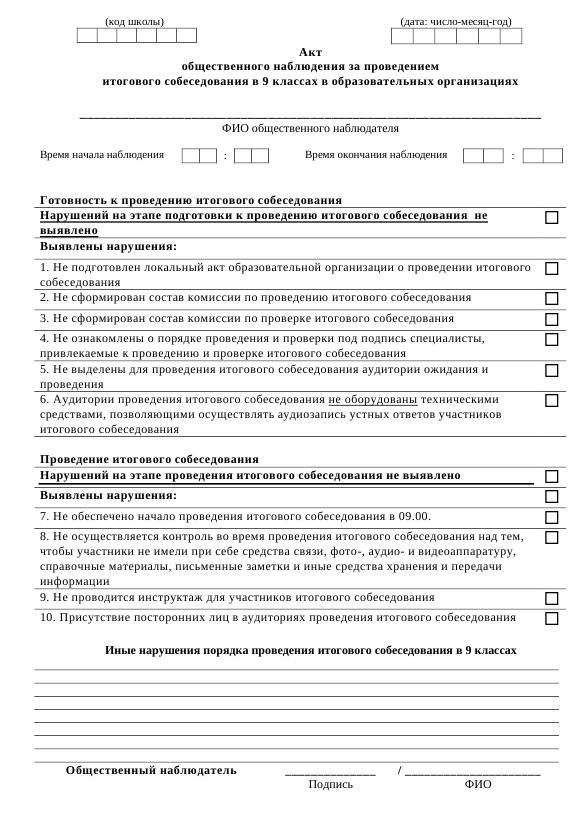 (код школы) (дата: число-месяц-год)
Акт
общественного наблюдения за проведением
итогового собеседования в 9 классах в образовательных организациях
ФИО общественного наблюдателя
Время начала наблюдения : Время окончания наблюдения :
Готовность к проведению итогового собеседования
Нарушений на этапе подготовки к проведению итогового собеседования не
выявлено
Выявлены нарушения:
1. Не подготовлен локальный акт образовательной организации о проведении итогового
собеседования
2. Не сформирован состав комиссии по проведению итогового собеседования
3. Не сформирован состав комиссии по проверке итогового собеседования
4. Не ознакомлены о порядке проведения и проверки под подпись специалисты,
привлекаемые к проведению и проверке итогового собеседования
5. Не выделены для проведения итогового собеседования аудитории ожидания и
проведения
6. Аудитории проведения итогового собеседования не оборудованы техническими
средствами, позволяющими осуществлять аудиозапись устных ответов участников
итогового собеседования
Проведение итогового собеседования
Нарушений на этапе проведения итогового собеседования не выявлено
Выявлены нарушения:
7. Не обеспечено начало проведения итогового собеседования в 09.00.
8. Не осуществляется контроль во время проведения итогового собеседования над тем,
чтобы участники не имели при себе средства связи, фото-, аудио- и видеоаппаратуру,
справочные материалы, письменные заметки и иные средства хранения и передачи
информации
9. Не проводится инструктаж для участников итогового собеседования
10. Присутствие посторонних лиц в аудиториях проведения итогового собеседования
Иные нарушения порядка проведения итогового собеседования в 9 классах
Общественный наблюдатель ______________ / _____________________
Подпись ФИО